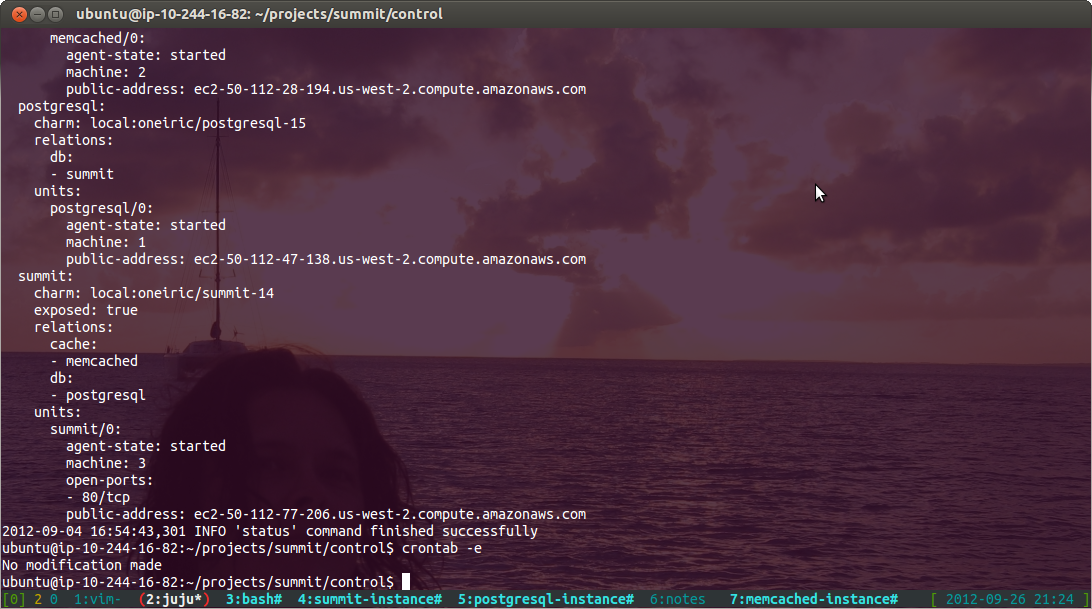 ubuntu@ip-10-244-16-82: ~/projects/summit/control
      memcached/0:
        agent-state: started
        machine: 2
        public-address: ec2-50-112-28-194.us-west-2.compute.amazonaws.com
  postgresql:
    charm: local:oneiric/postgresql-15
    relations:
      db:
      - summit
    units:
      postgresql/0:
        agent-state: started
        machine: 1
        public-address: ec2-50-112-47-138.us-west-2.compute.amazonaws.com
  summit:
    charm: local:oneiric/summit-14
    exposed: true
    relations:
      cache:
      - memcached
      db:
      - postgresql
    units:
      summit/0:
        agent-state: started
        machine: 3
        open-ports:
        - 80/tcp
        public-address: ec2-50-112-77-206.us-west-2.compute.amazonaws.com
2012-09-04 16:54:43,301 INFO 'status' command finished successfully
ubuntu@ip-10-244-16-82:~/projects/summit/control$ crontab -e
No modification made
ubuntu@ip-10-244-16-82:~/projects/summit/control$
[0] 2 0  1:vim-  (2:juju*)  3:bash#  4:summit-instance#  5:postgresql-instance#  6:notes   7:memcached-instance#    [ 2012-09-26 21:24 ]